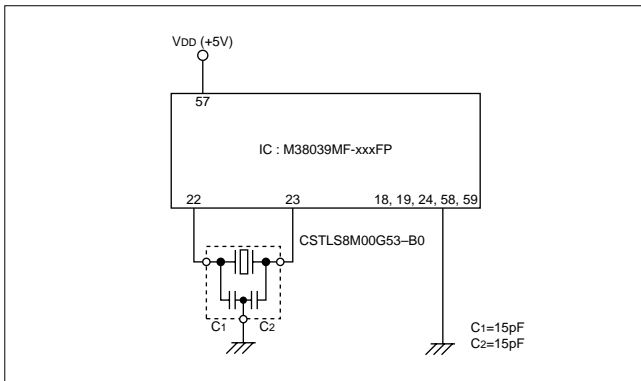 VDD (+5V)
57
IC : M38039MF-xxxFP
22 23 18, 19, 24, 58, 59
CSTLS8M00G53–B0
C1 C2
C1=15pF
C2=15pF